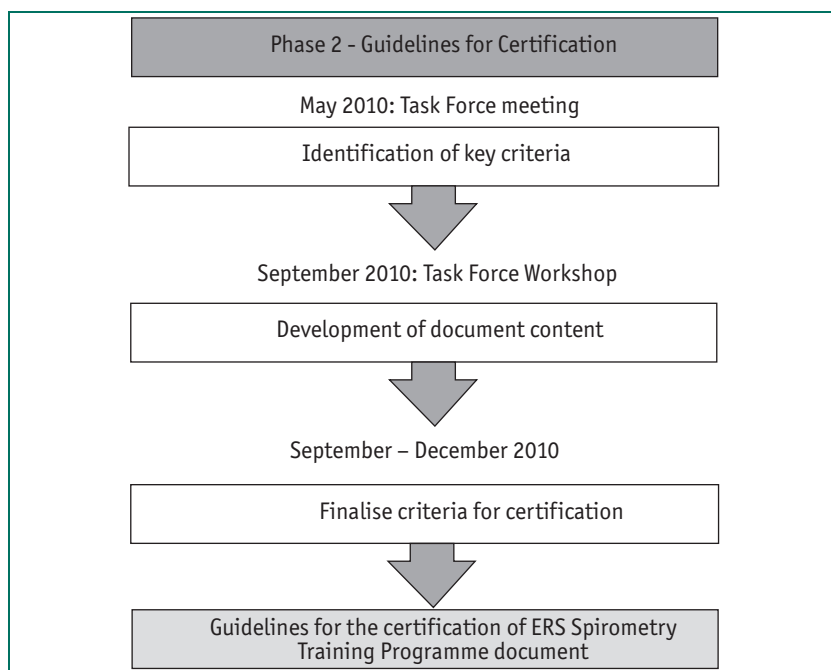 Phase 2 - Guidelines for Certification
May 2010: Task Force meeting
Identification of key criteria
September 2010: Task Force Workshop
Development of document content
September – December 2010
Finalise criteria for certification
Guidelines for the certification of ERS Spirometry
Training Programme document